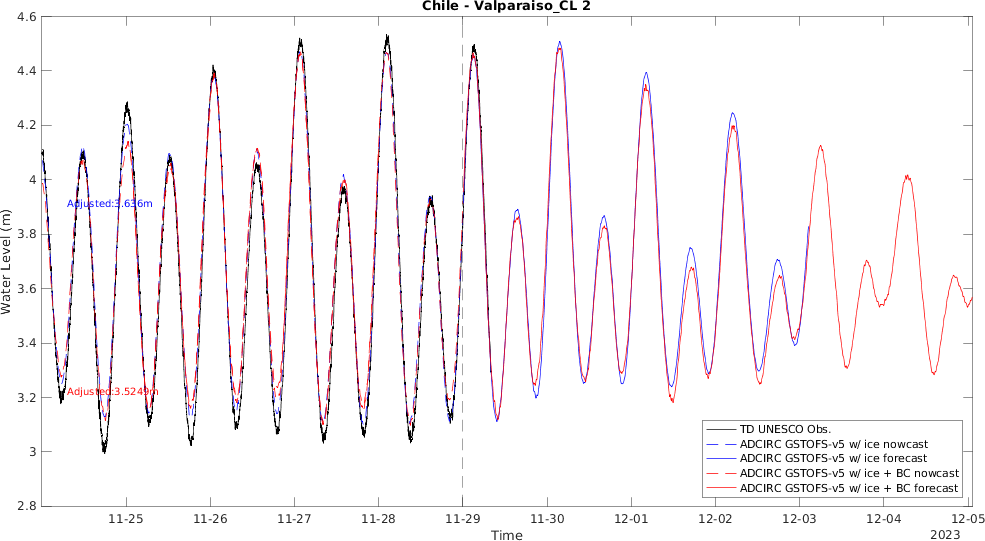 Chile - Valparaiso_CL 2
Water Level (m)
4.6
4.4
4.2
4
3.8
3.6
3.4
3.2
3
2.8
Adjusted:3.636m
Adjusted:3.5249m
TD UNESCO Obs.
ADCIRC GSTOFS-v5 w/ ice nowcast
ADCIRC GSTOFS-v5 w/ ice forecast
ADCIRC GSTOFS-v5 w/ ice + BC nowcast
ADCIRC GSTOFS-v5 w/ ice + BC forecast
11-25 11-26 11-27 11-28 11-29 11-30 12-01 12-02 12-03 12-04 12-05
Time
2023